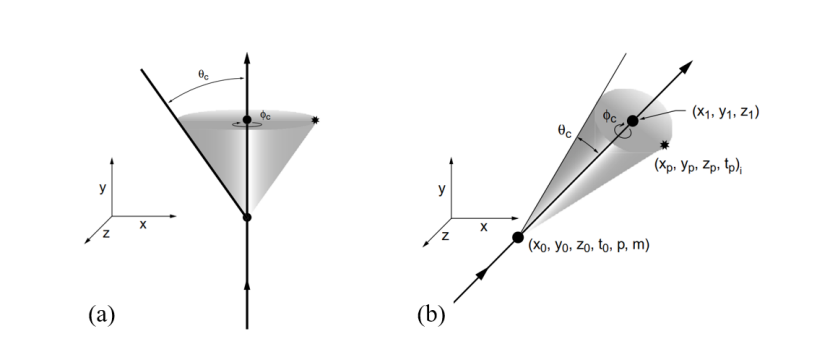 θc
ϕc
y
x
z
(a)
θc
ϕc
(x1, y1, z1)
(xp, yp, zp, tp)i
y
x
z
(x0, y0, z0, t0, p, m)
(b)